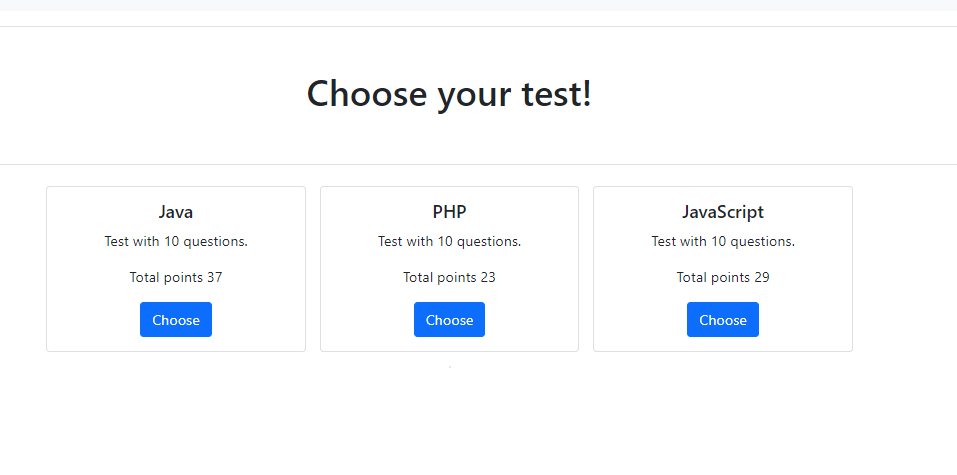 Choose your test!
Java
Test with 10 questions.
Total points 37
Choose
PHP
Test with 10 questions.
Total points 23
Choose
JavaScript
Test with 10 questions.
Total points 29
Choose